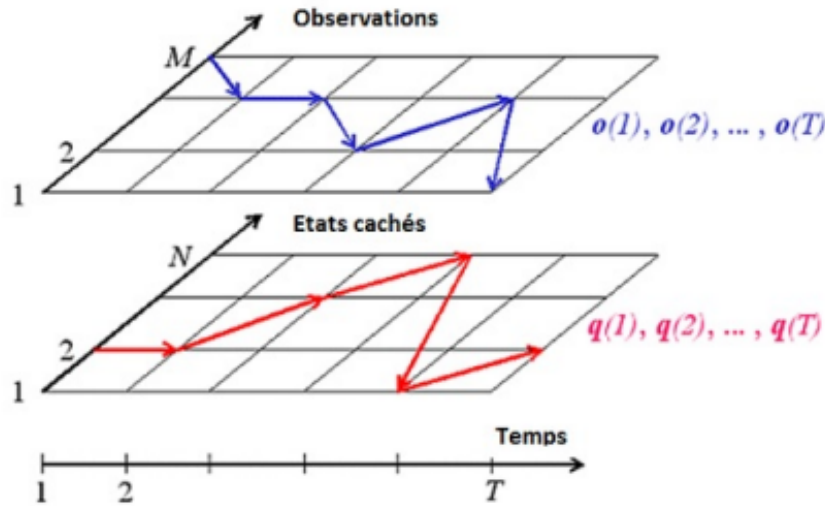 Observations
M
2
1
o(1), o(2), ... , o(T)
Etats cachés
N
2
1
q(1), q(2), ... , q(T)
Temps
1 2 T